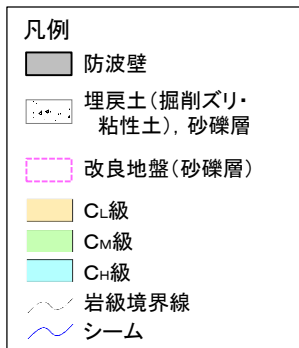 凡例
防波壁
埋戻土(掘削ズリ・
粘性土),砂礫層
改良地盤(砂礫層)
CL級
CM級
CH級
岩級境界線
シーム